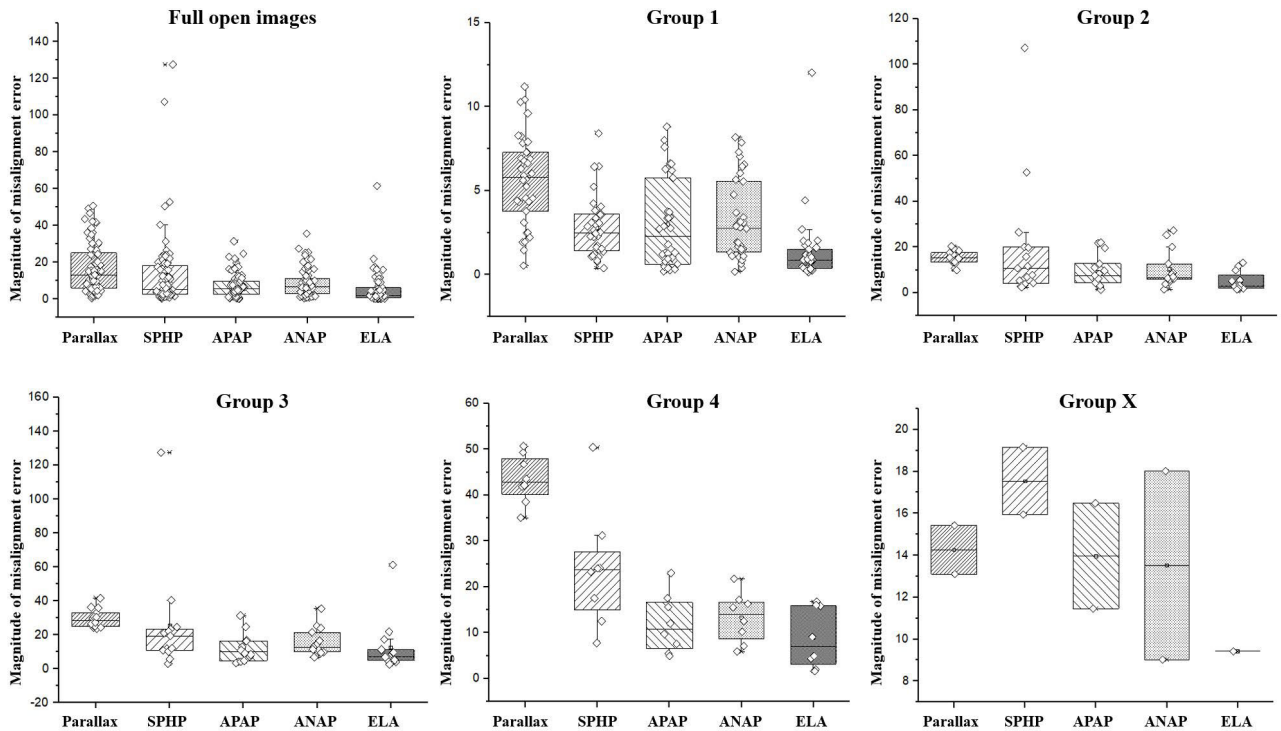 Full open images
Magnitude of misalignment error
140
120
100
80
60
40
20
0
Parallax SPHP APAP ANAP ELA
Group 1
Magnitude of misalignment error
15
10
5
0
Parallax SPHP APAP ANAP ELA
Group 2
Magnitude of misalignment error
120
100
80
60
40
20
0
Parallax SPHP APAP ANAP ELA
Group 3
Magnitude of misalignment error
160
140
120
100
80
60
40
20
0
-20
Parallax SPHP APAP ANAP ELA
Group 4
Magnitude of misalignment error
60
50
40
30
20
10
0
Parallax SPHP APAP ANAP ELA
Group X
Magnitude of misalignment error
20
18
16
14
12
10
8
Parallax SPHP APAP ANAP ELA